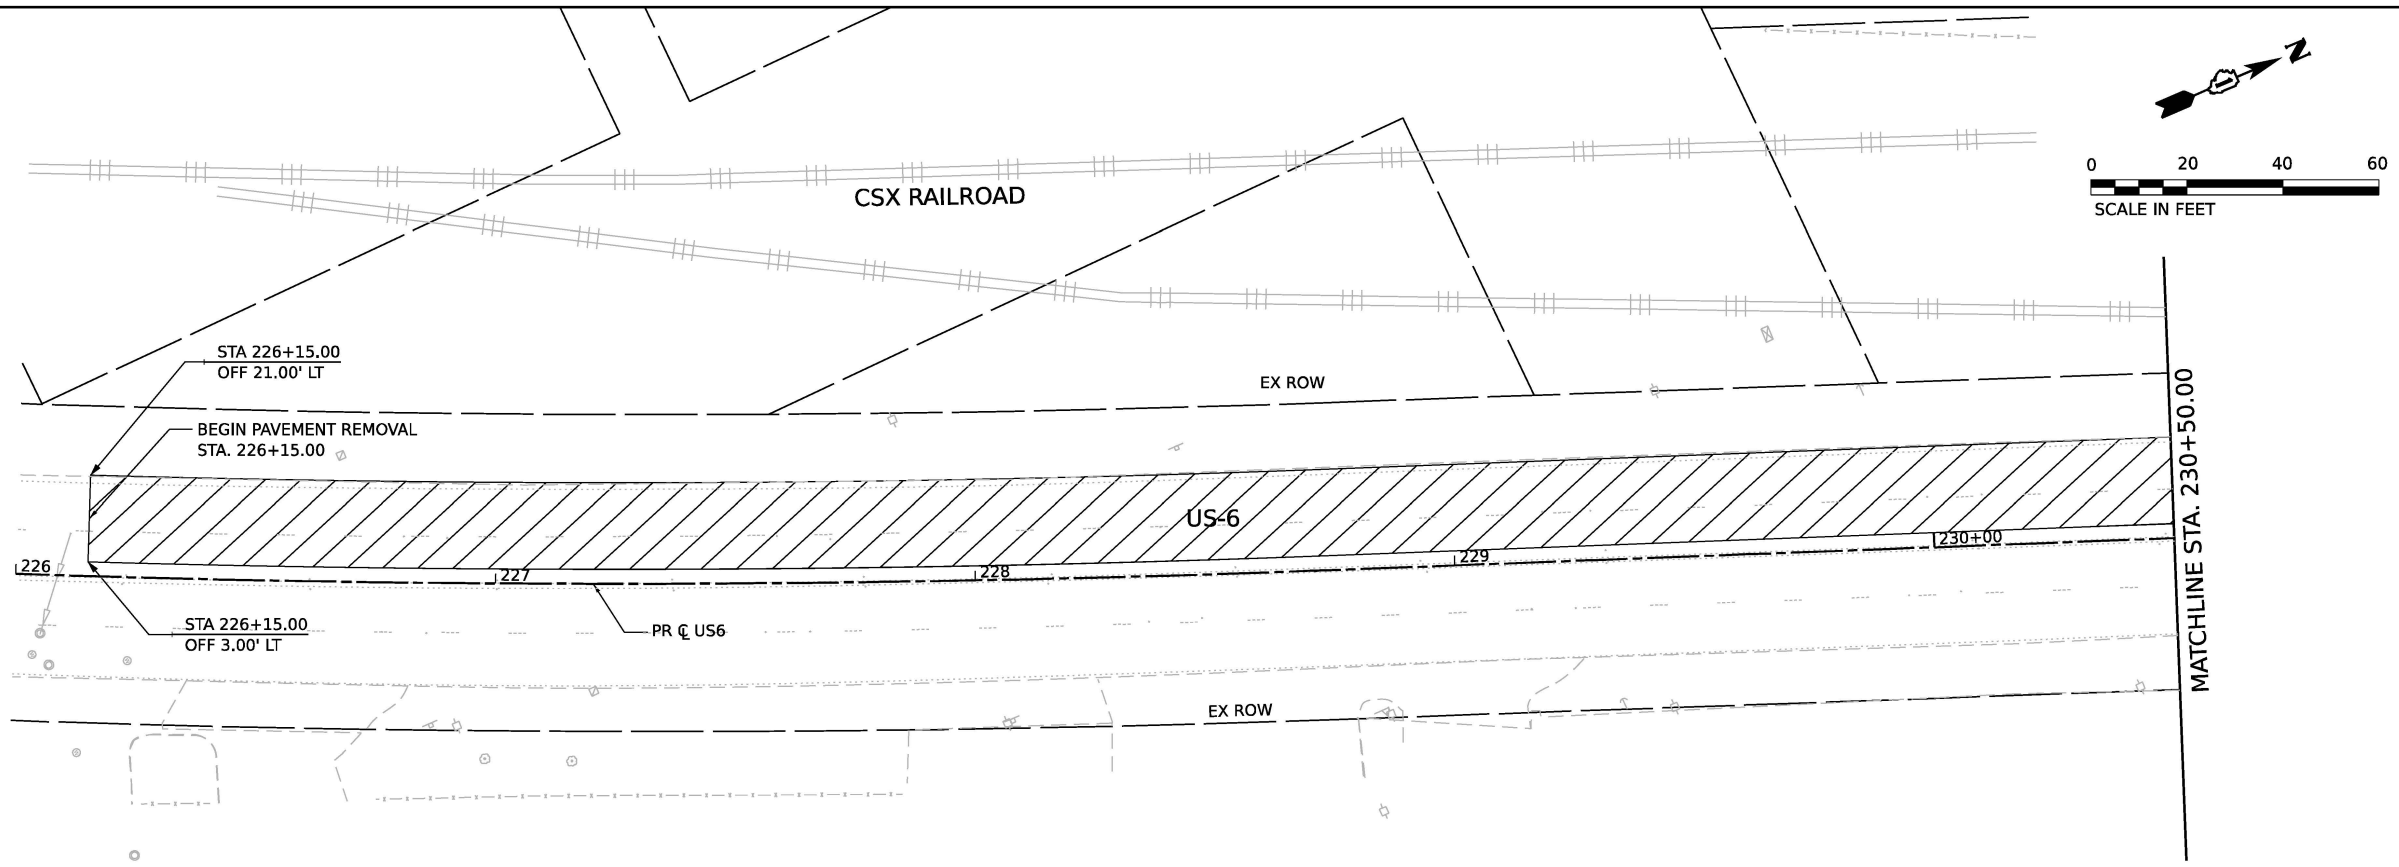 N
0 20 40 60
SCALE IN FEET
CSX RAILROAD
STA 226+15.00
OFF 21.00' LT
EX ROW
BEGIN PAVEMENT REMOVAL
STA. 226+15.00
US-6
226
227
228
229
230+00
STA 226+15.00
OFF 3.00' LT
PR ℄ US6
EX ROW
MATCHLINE STA. 230+50.00